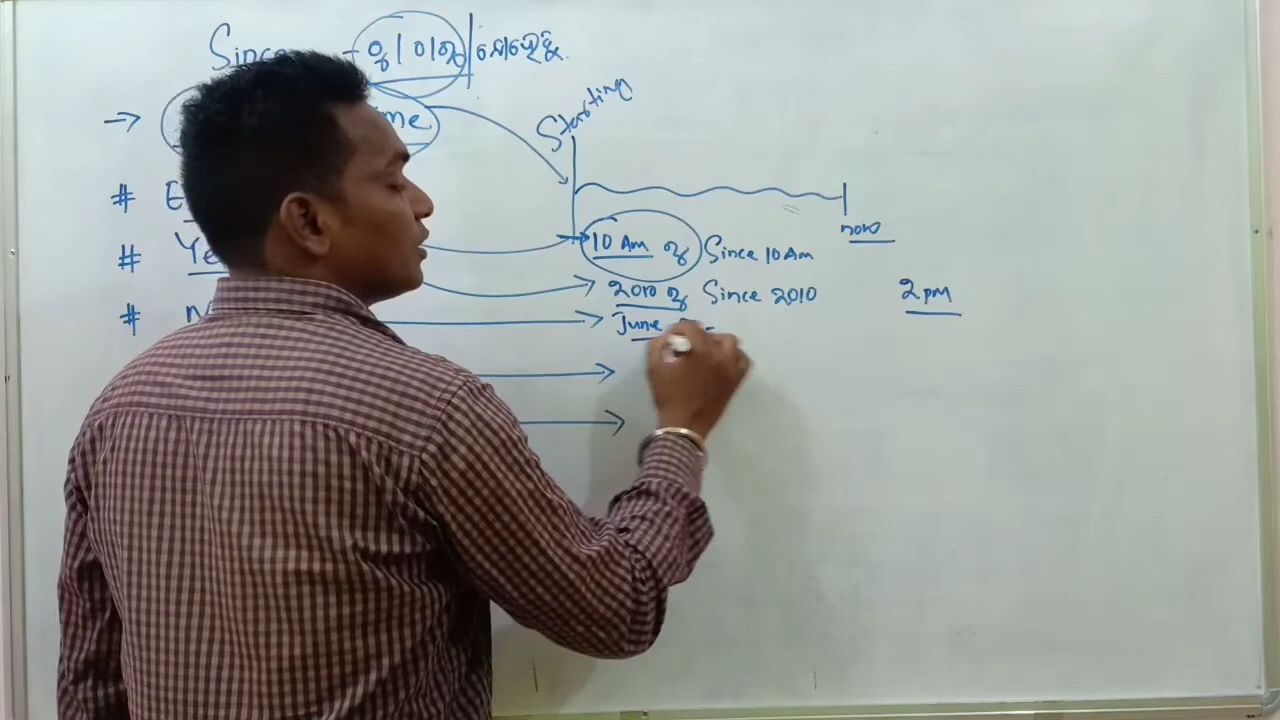 Since - ରୁ | ଠାରୁ | ଯେହେତୁ
Starting
→ me
# E
now
10 Am ରୁ Since 10 Am
# Ye
2010 ରୁ Since 2010
2 pm
#
June